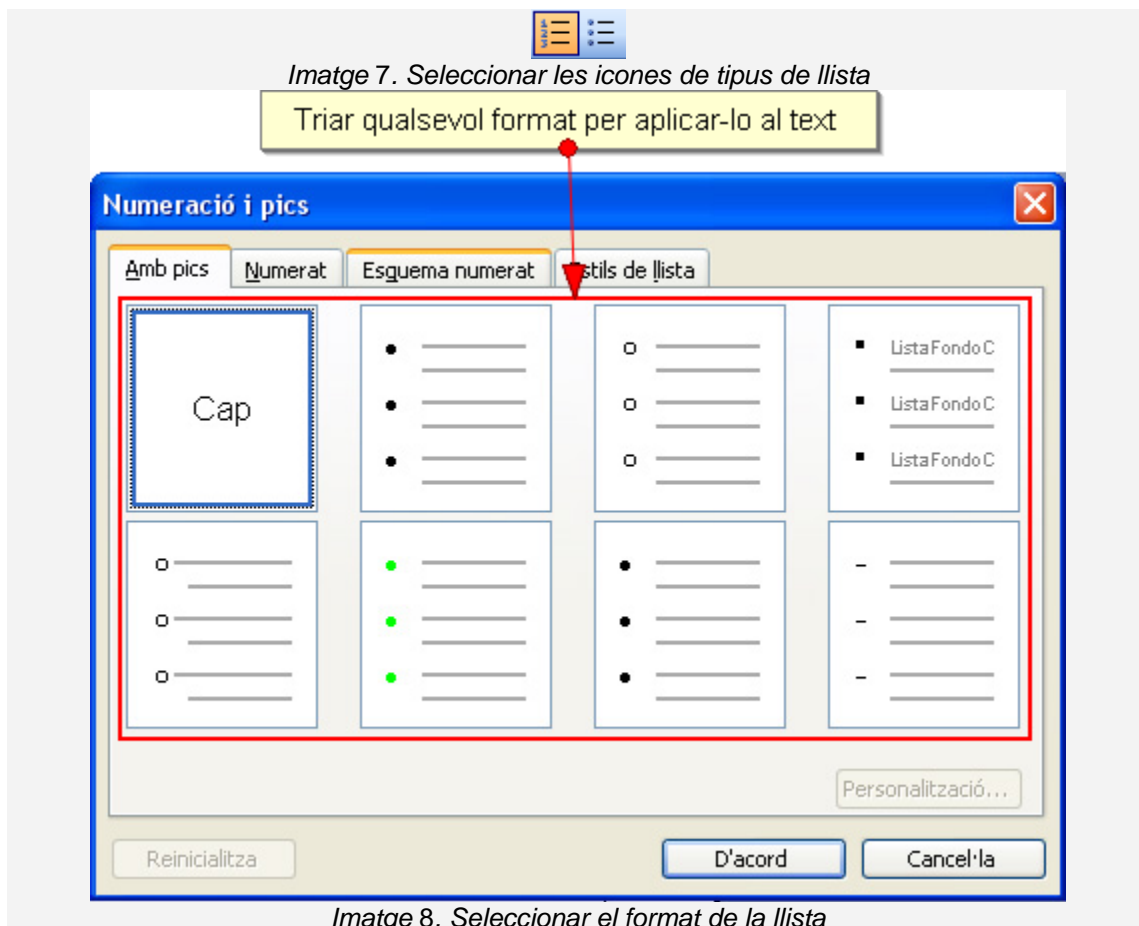 Imatge 7. Seleccionar les icones de tipus de llista
Triar qualsevol format per aplicar-lo al text
Numeració i pics
Amb pics Numerat Esquema numerat Estils de llista
Cap
ListaFondoC
ListaFondoC
ListaFondoC
Personalització...
Reinicialitza D'acord Cancel·la
Imatge 8. Seleccionar el format de la llista